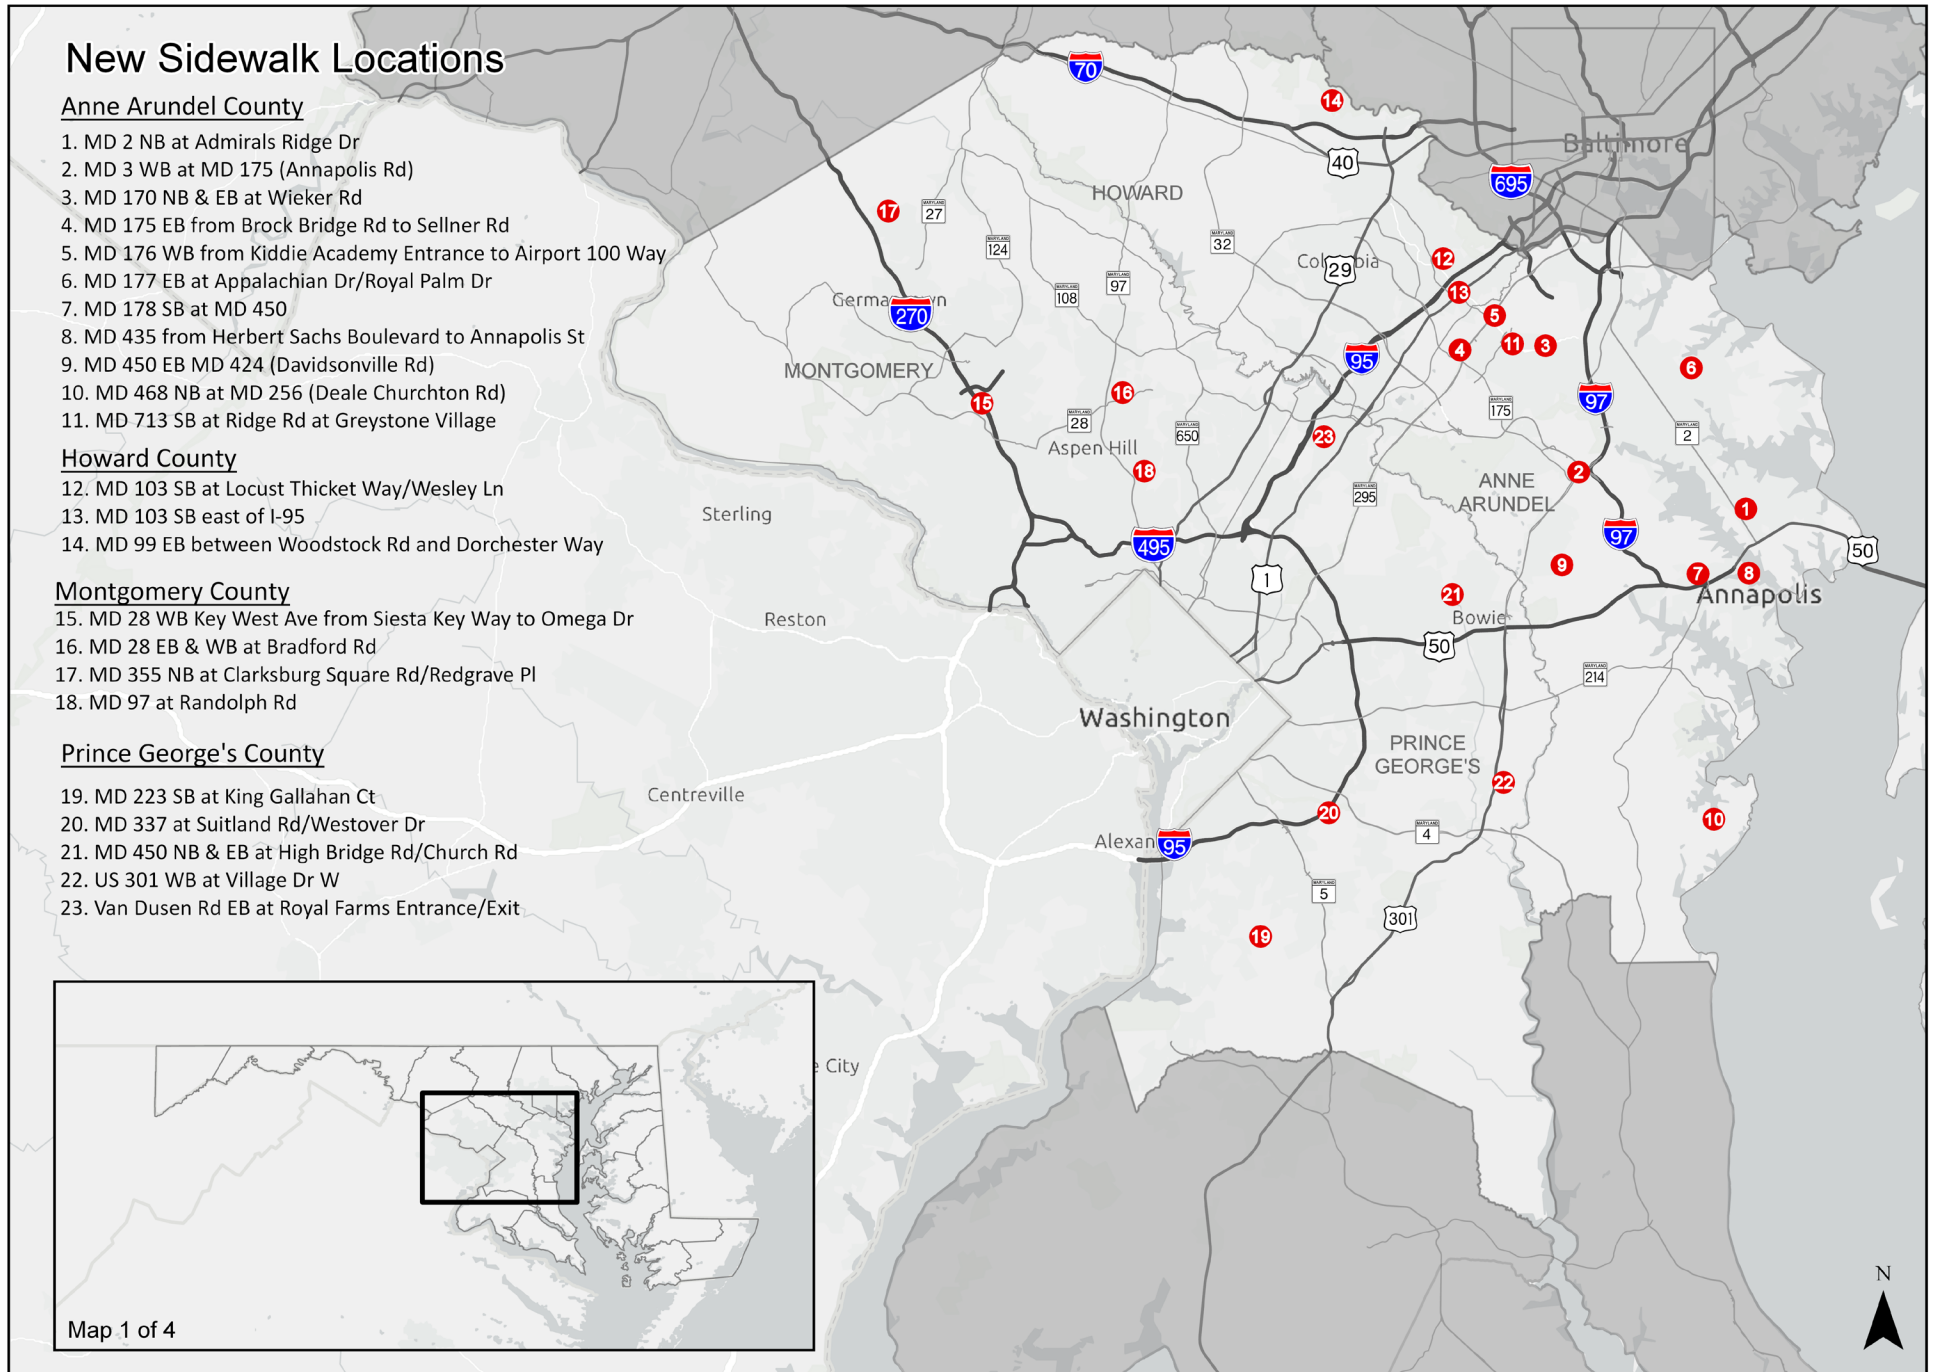 New Sidewalk Locations
Anne Arundel County
1. MD 2 NB at Admirals Ridge Dr
2. MD 3 WB at MD 175 (Annapolis Rd)
3. MD 170 NB & EB at Wieker Rd
4. MD 175 EB from Brock Bridge Rd to Sellner Rd
5. MD 176 WB from Kiddie Academy Entrance to Airport 100 Way
6. MD 177 EB at Appalachian Dr/Royal Palm Dr
7. MD 178 SB at MD 450
8. MD 435 from Herbert Sachs Boulevard to Annapolis St
9. MD 450 EB MD 424 (Davidsonville Rd)
10. MD 468 NB at MD 256 (Deale Churchton Rd)
11. MD 713 SB at Ridge Rd at Greystone Village
Howard County
12. MD 103 SB at Locust Thicket Way/Wesley Ln
13. MD 103 SB east of I-95
14. MD 99 EB between Woodstock Rd and Dorchester Way
Montgomery County
15. MD 28 WB Key West Ave from Siesta Key Way to Omega Dr
16. MD 28 EB & WB at Bradford Rd
17. MD 355 NB at Clarksburg Square Rd/Redgrave Pl
18. MD 97 at Randolph Rd
Prince George's County
19. MD 223 SB at King Gallahan Ct
20. MD 337 at Suitland Rd/Westover Dr
21. MD 450 NB & EB at High Bridge Rd/Church Rd
22. US 301 WB at Village Dr W
23. Van Dusen Rd EB at Royal Farms Entrance/Exit
Map 1 of 4
70
14
Baltimore
40
695
HOWARD
17
MARYLAND 27
32
124
12
Columbia
29
97
108
13
Germa wn
270
5
11
3
4
95
MONTGOMERY
6
16
15
97
175
28
650
23
2
Aspen Hill
18
2
ANNE
ARUNDEL
295
1
Sterling
97
495
50
9
7
8
1
21
Annapolis
Reston
Bowie
50
214
Washington
PRINCE
GEORGE'S
22
Centreville
20
10
4
Alexan
95
5
301
19
e City
N